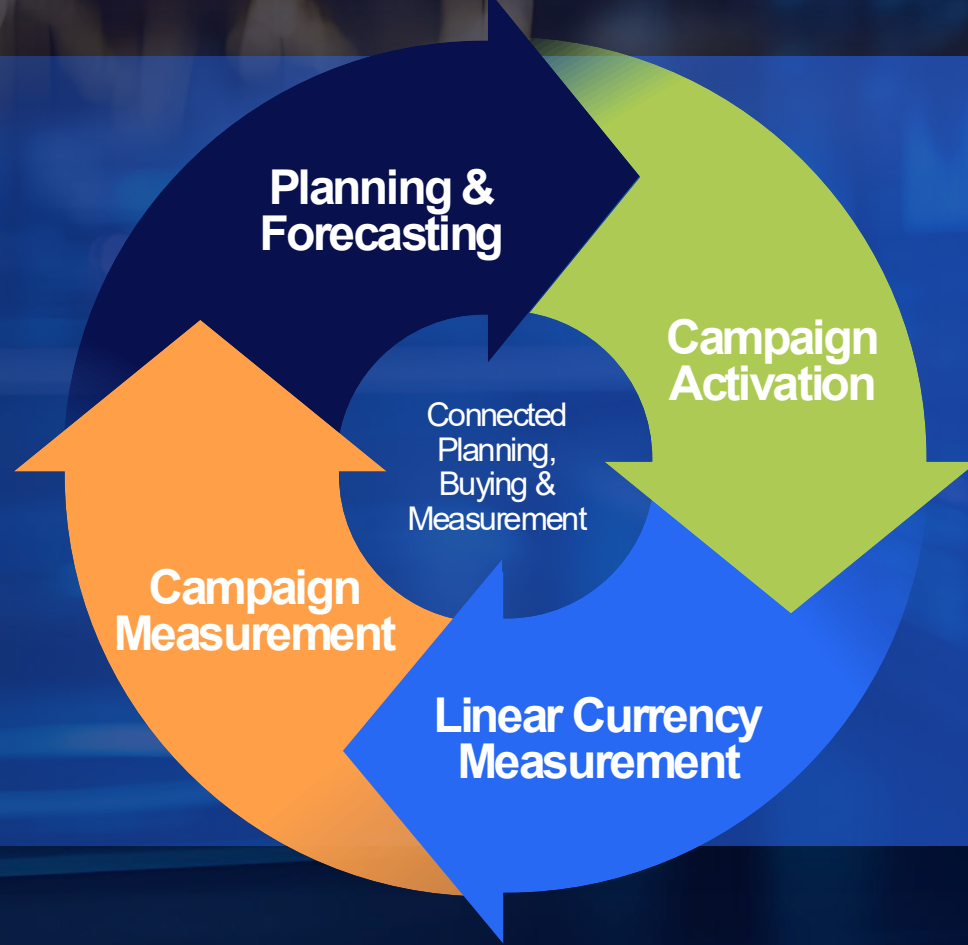 Planning &
Forecasting
Campaign
Activation
Connected
Planning,
Buying &
Measurement
Campaign
Measurement
Linear Currency
Measurement